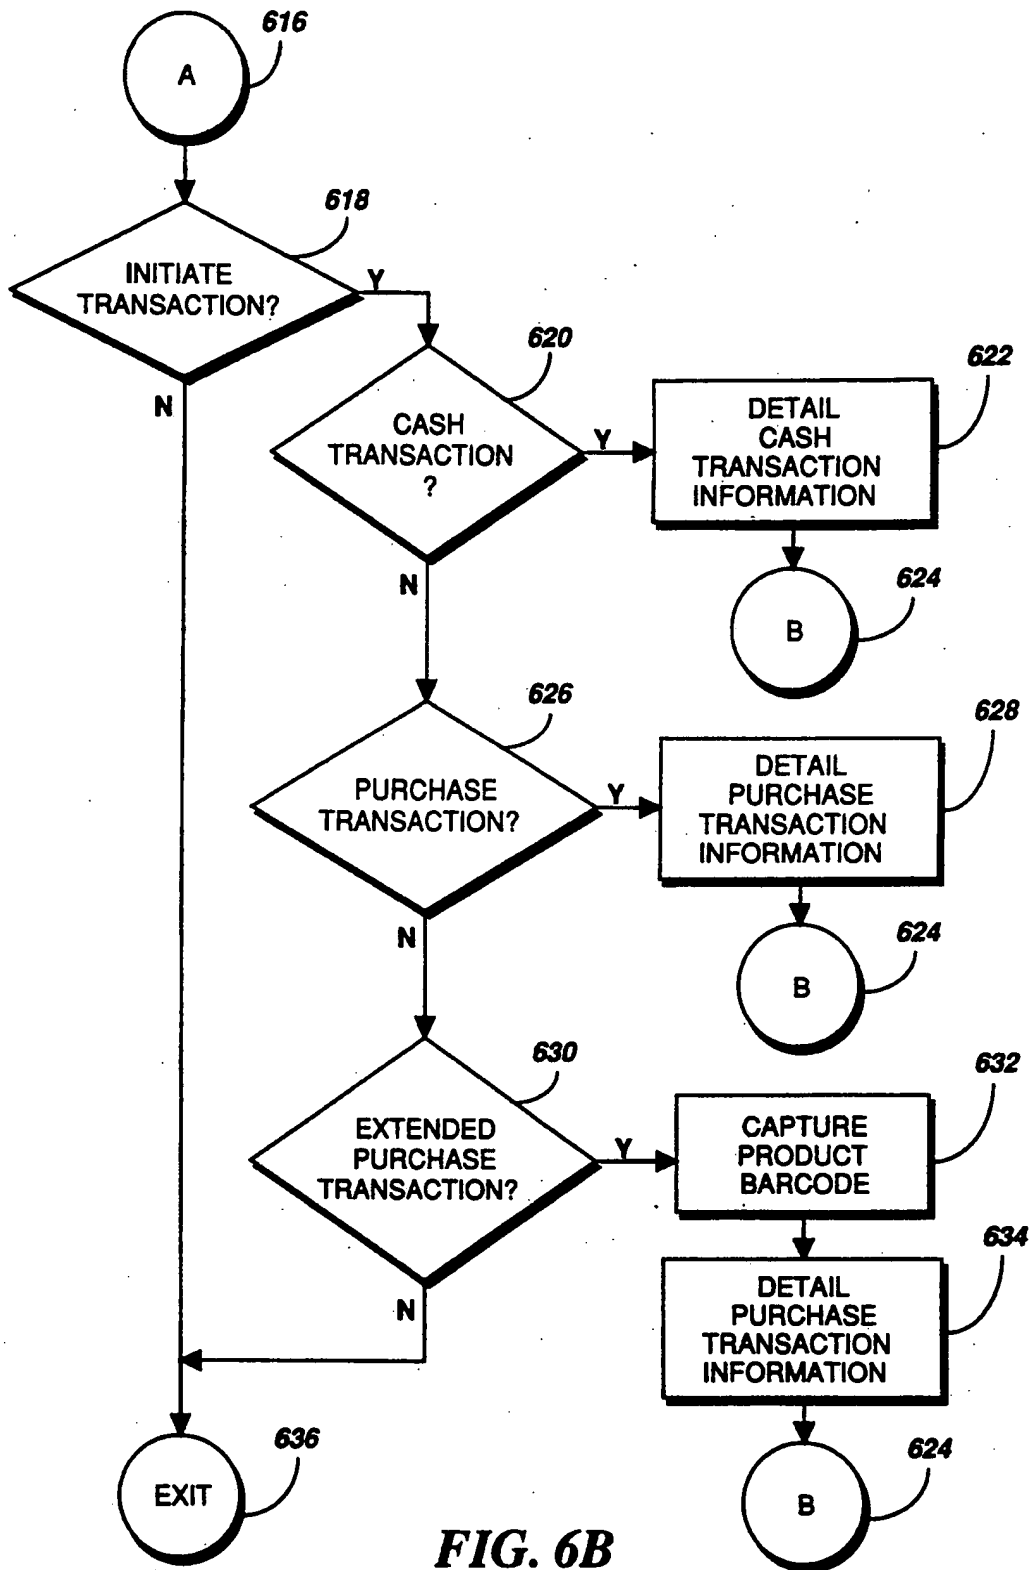 616
A
618
INITIATE
TRANSACTION?
Y
N
620
CASH
TRANSACTION
?
Y
N
622
DETAIL
CASH
TRANSACTION
INFORMATION
624
B
626
PURCHASE
TRANSACTION?
Y
N
628
DETAIL
PURCHASE
TRANSACTION
INFORMATION
624
B
630
EXTENDED
PURCHASE
TRANSACTION?
Y
N
632
CAPTURE
PRODUCT
BARCODE
634
DETAIL
PURCHASE
TRANSACTION
INFORMATION
624
B
636
EXIT
FIG. 6B